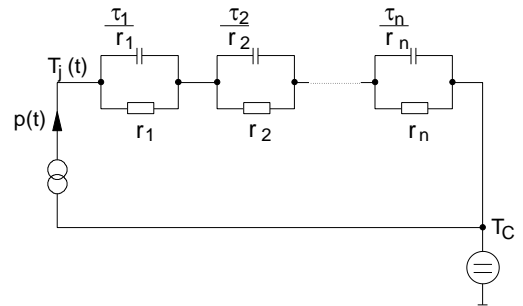 τ1/r1 τ2/r2 τn/rn
Tj(t)
r1 r2 rn
p(t)
TC